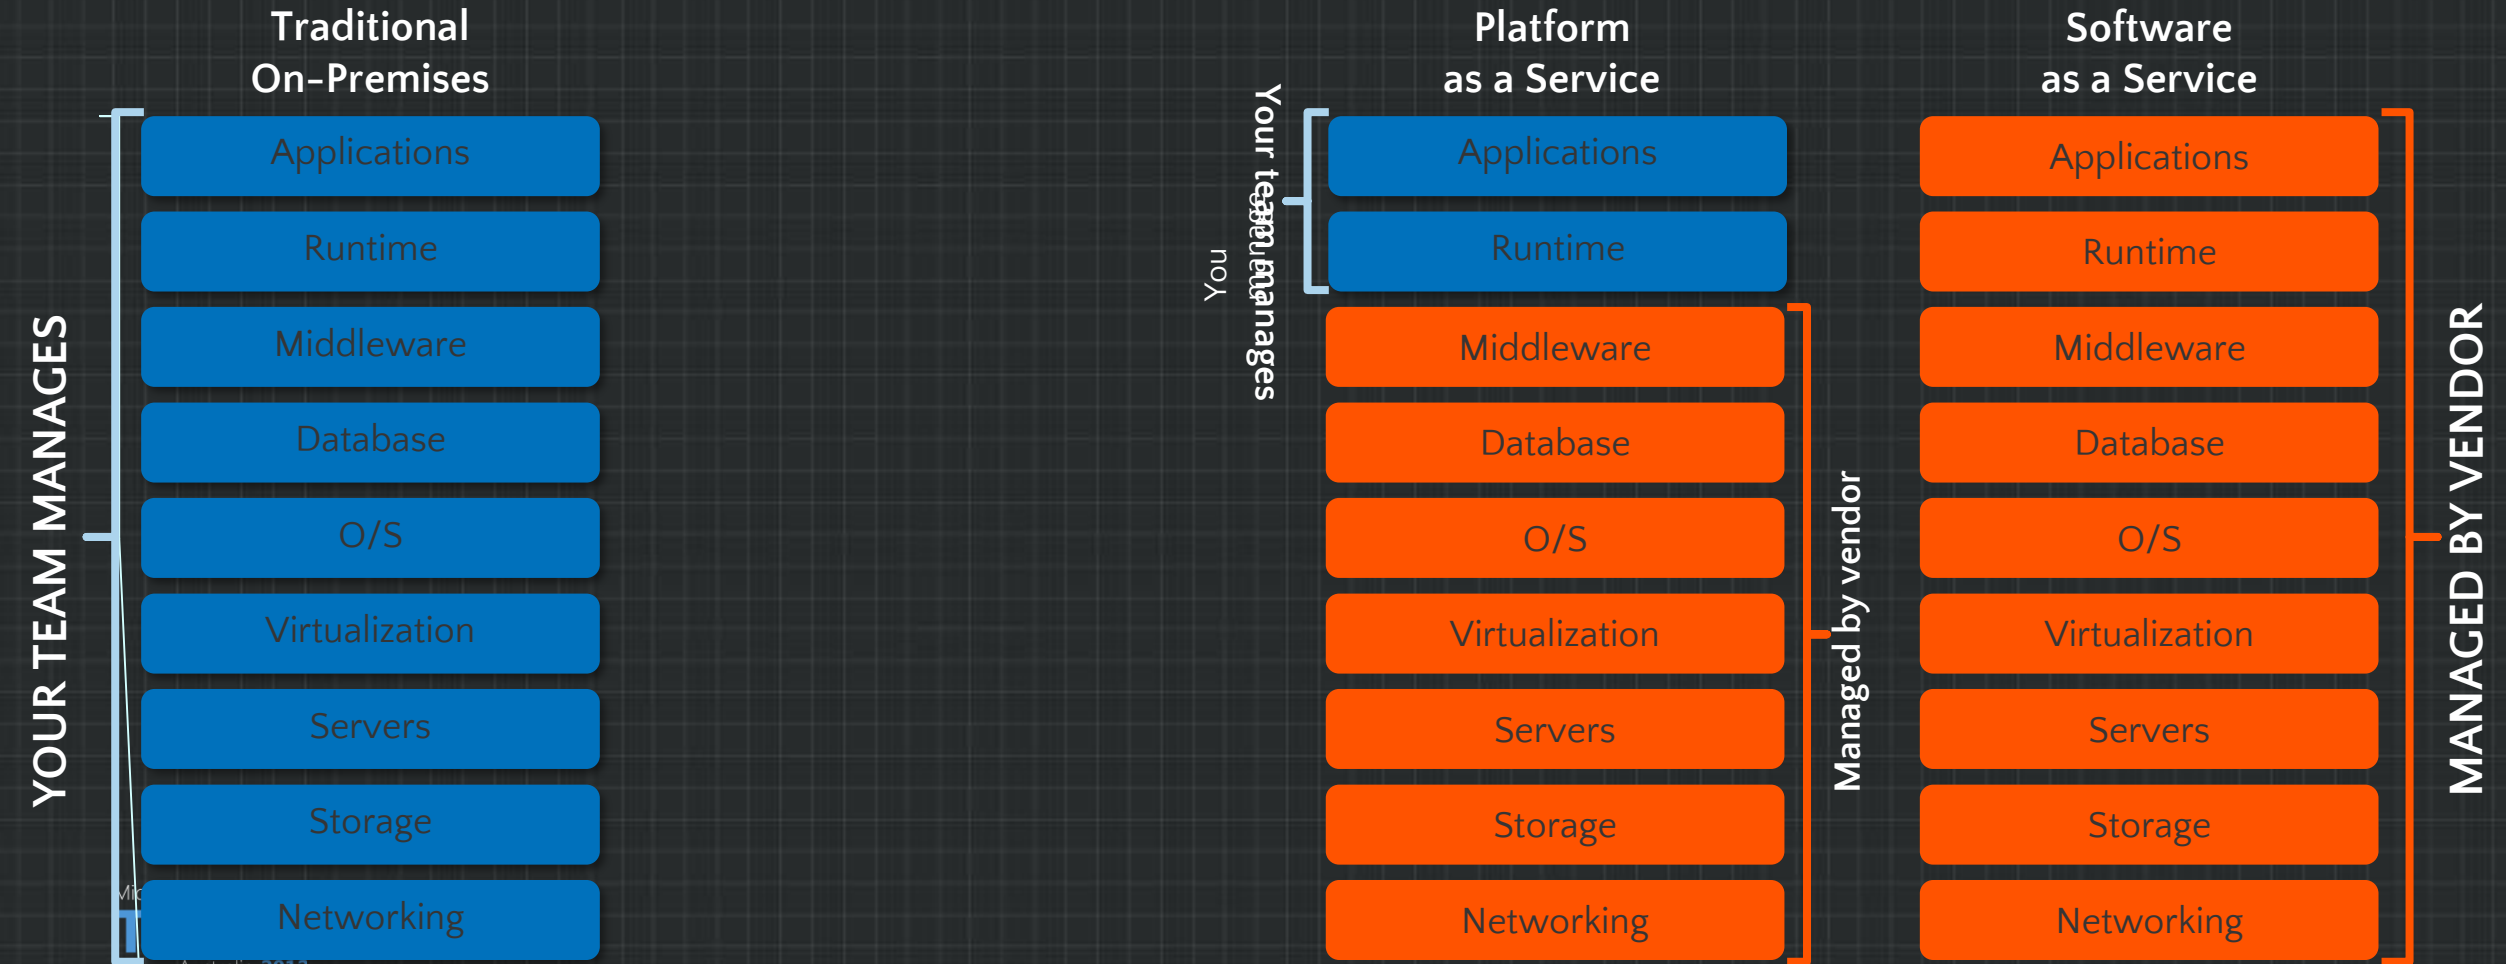 Traditional
On-Premises
YOUR TEAM MANAGES
Applications
Runtime
Middleware
Database
O/S
Virtualization
Servers
Storage
Networking
Platform
as a Service
Your team manages
You
manage
Applications
Runtime
Middleware
Database
O/S
Virtualization
Servers
Storage
Networking
Managed by vendor
Software
as a Service
Applications
Runtime
Middleware
Database
O/S
Virtualization
Servers
Storage
Networking
MANAGED BY VENDOR